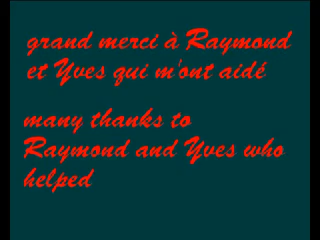 grand merci à Raymond
et Yves qui m'ont aidé
many thanks to
Raymond and Yves who
helped